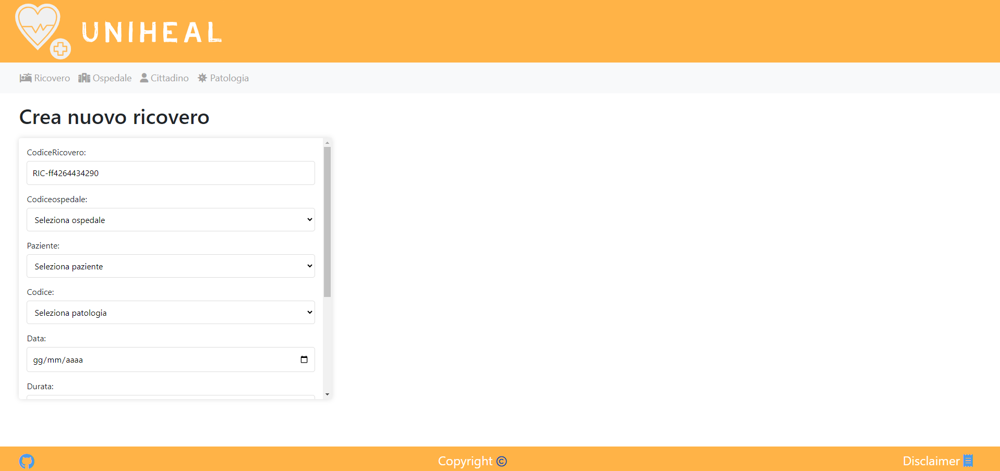 UNIHEAL
Ricovero Ospedale Cittadino Patologia
Crea nuovo ricovero
CodiceRicovero:
RIC-ff4264434290
Codiceospedale:
Seleziona ospedale
Paziente:
Seleziona paziente
Codice:
Seleziona patologia
Data:
gg/mm/aaaa
Durata:
Copyright ©
Disclaimer